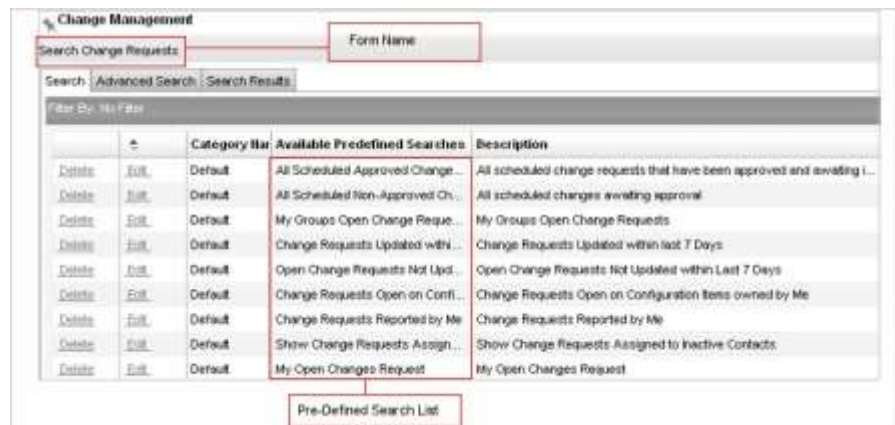 Change Management
Form Name
Search Change Requests
Search Advanced Search Search Results
Filter By: No Filter
Category Nar Available Predefined Searches Description
Delete Edit Default All Scheduled Approved Change... All scheduled change requests that have been approved and awaiting i...
Delete Edit Default All Scheduled Non-Approved Ch... All scheduled changes awaiting approval
Delete Edit Default My Groups Open Change Reque... My Groups Open Change Requests
Delete Edit Default Change Requests Updated withi... Change Requests Updated within last 7 Days
Delete Edit Default Open Change Requests Not Upd... Open Change Requests Not Updated within Last 7 Days
Delete Edit Default Change Requests Open on Confi... Change Requests Open on Configuration Items owned by Me
Delete Edit Default Change Requests Reported by Me Change Requests Reported by Me
Delete Edit Default Show Change Requests Assign... Show Change Requests Assigned to Inactive Contacts
Delete Edit Default My Open Changes Request My Open Changes Request
Pre-Defined Search List